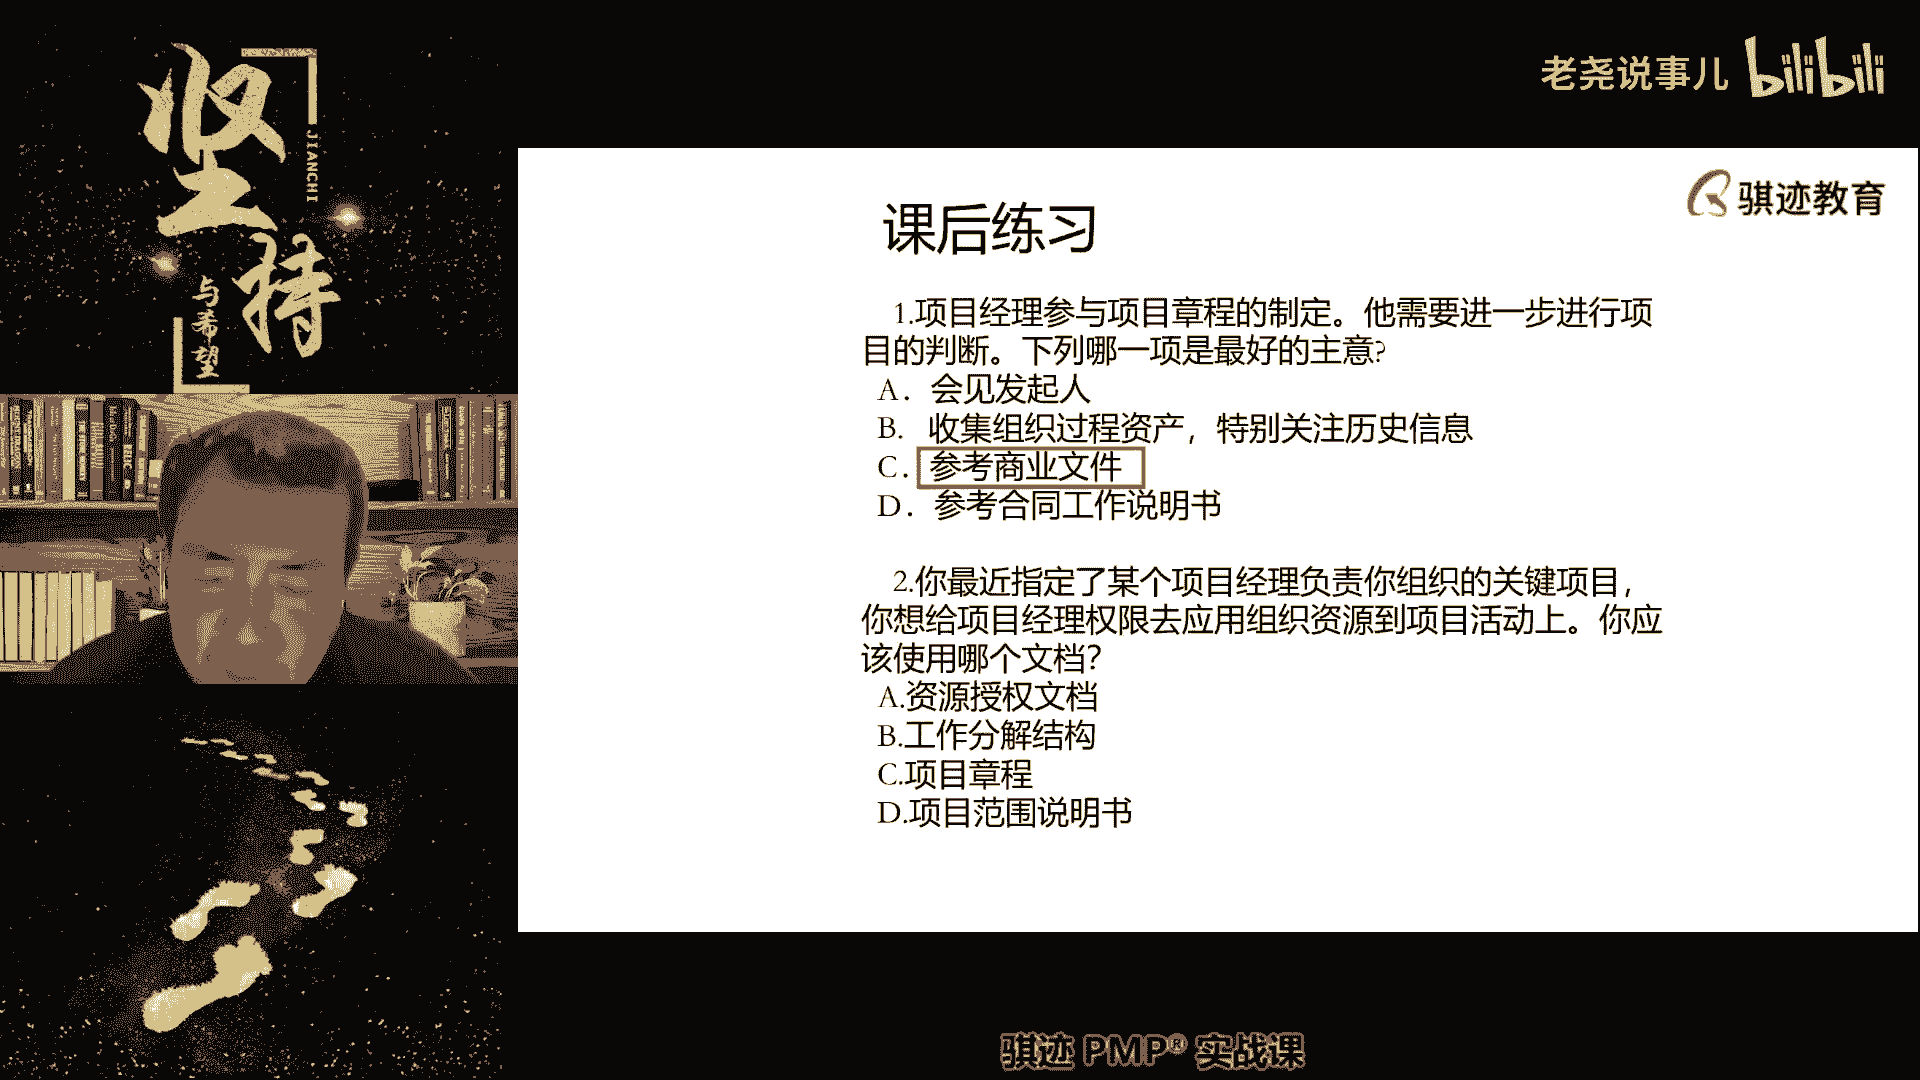 坚持
JIANCHI
与希望
老尧说事儿 bilibili
骐迹教育
课后练习
1.项目经理参与项目章程的制定。他需要进一步进行项
目的判断。下列哪一项是最好的主意?
A. 会见发起人
B. 收集组织过程资产，特别关注历史信息
C. 参考商业文件
D. 参考合同工作说明书
2.你最近指定了某个项目经理负责你组织的关键项目，
你想给项目经理权限去应用组织资源到项目活动上。你应
该使用哪个文档？
A.资源授权文档
B.工作分解结构
C.项目章程
D.项目范围说明书
骐迹 PMP® 实战课